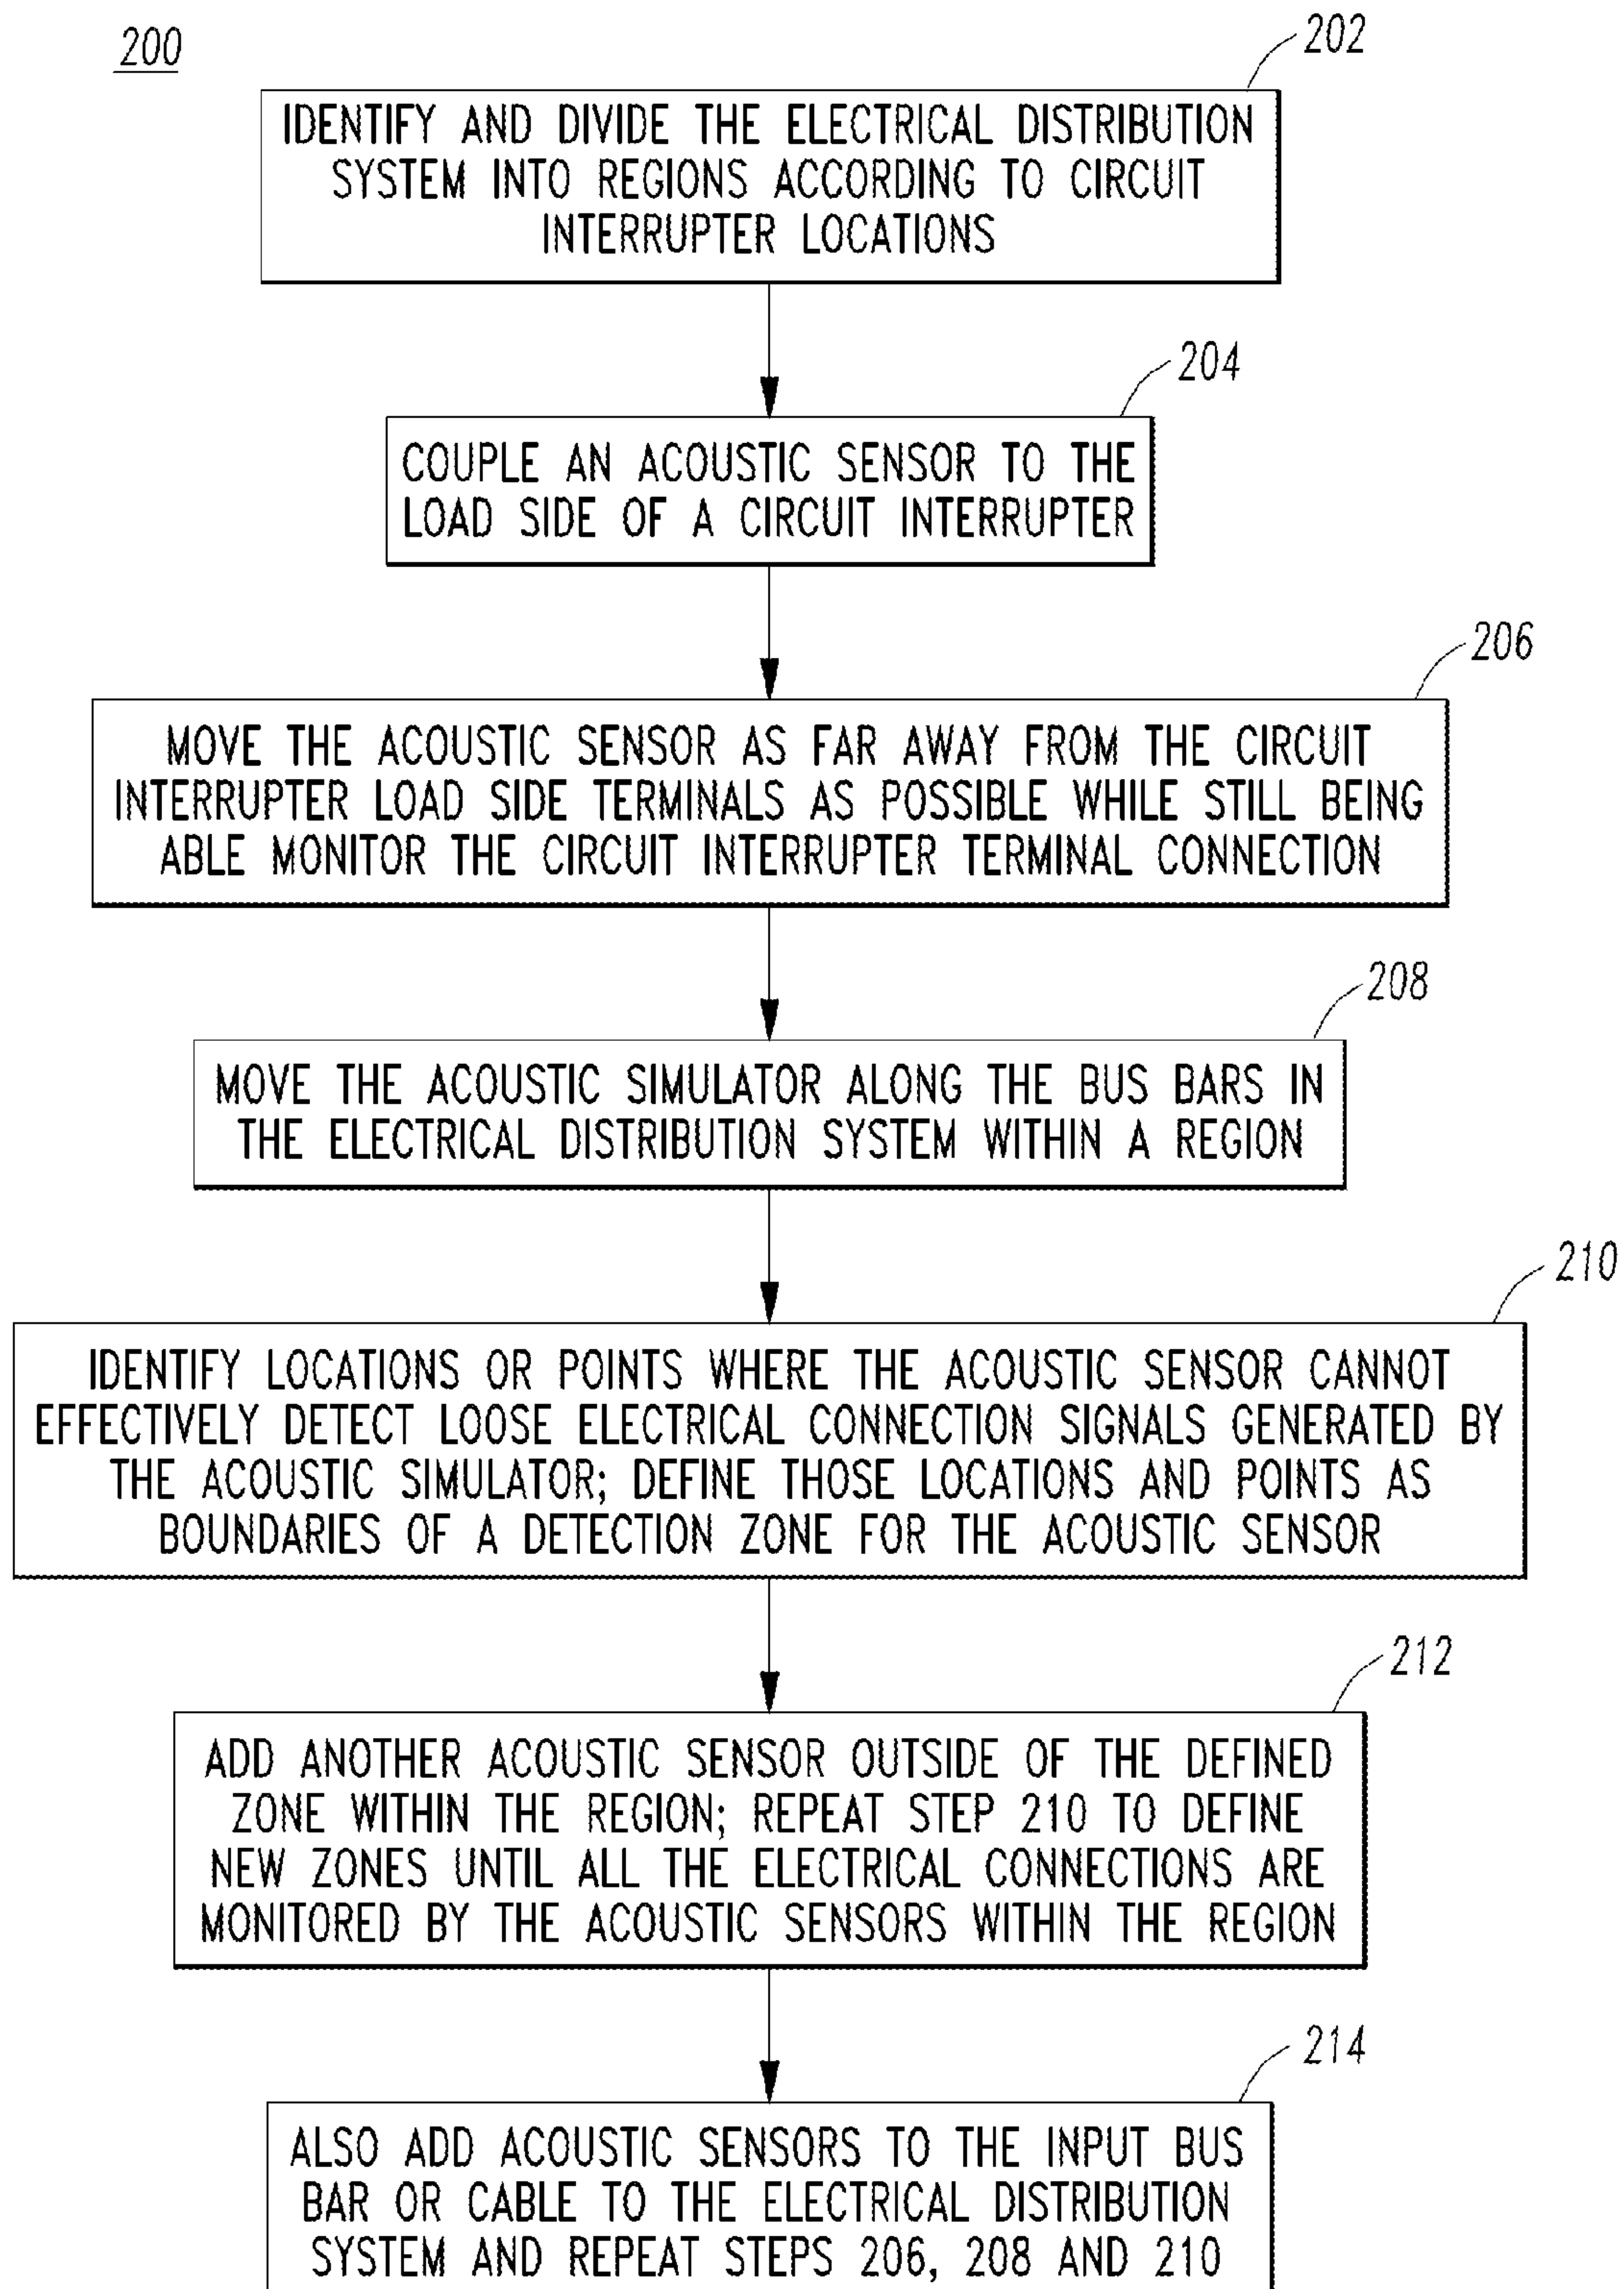 200
202
IDENTIFY AND DIVIDE THE ELECTRICAL DISTRIBUTION
SYSTEM INTO REGIONS ACCORDING TO CIRCUIT
INTERRUPTER LOCATIONS
204
COUPLE AN ACOUSTIC SENSOR TO THE
LOAD SIDE OF A CIRCUIT INTERRUPTER
206
MOVE THE ACOUSTIC SENSOR AS FAR AWAY FROM THE CIRCUIT
INTERRUPTER LOAD SIDE TERMINALS AS POSSIBLE WHILE STILL BEING
ABLE MONITOR THE CIRCUIT INTERRUPTER TERMINAL CONNECTION
208
MOVE THE ACOUSTIC SIMULATOR ALONG THE BUS BARS IN
THE ELECTRICAL DISTRIBUTION SYSTEM WITHIN A REGION
210
IDENTIFY LOCATIONS OR POINTS WHERE THE ACOUSTIC SENSOR CANNOT
EFFECTIVELY DETECT LOOSE ELECTRICAL CONNECTION SIGNALS GENERATED BY
THE ACOUSTIC SIMULATOR; DEFINE THOSE LOCATIONS AND POINTS AS
BOUNDARIES OF A DETECTION ZONE FOR THE ACOUSTIC SENSOR
212
ADD ANOTHER ACOUSTIC SENSOR OUTSIDE OF THE DEFINED
ZONE WITHIN THE REGION; REPEAT STEP 210 TO DEFINE
NEW ZONES UNTIL ALL THE ELECTRICAL CONNECTIONS ARE
MONITORED BY THE ACOUSTIC SENSORS WITHIN THE REGION
214
ALSO ADD ACOUSTIC SENSORS TO THE INPUT BUS
BAR OR CABLE TO THE ELECTRICAL DISTRIBUTION
SYSTEM AND REPEAT STEPS 206, 208 AND 210